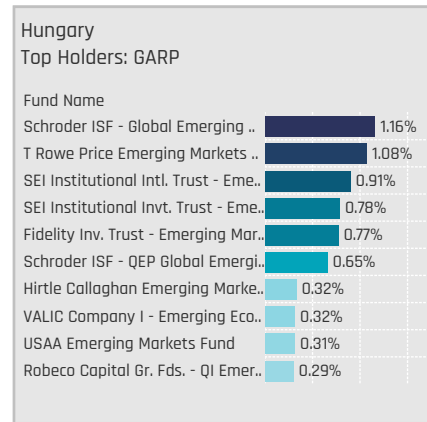 Hungary
Top Holders: GARP
Fund Name
Schroder ISF - Global Emerging .. 1.16%
T Rowe Price Emerging Markets .. 1.08%
SEI Institutional Intl. Trust - Eme.. 0.91%
SEI Institutional Invt. Trust - Eme.. 0.78%
Fidelity Inv. Trust - Emerging Mar.. 0.77%
Schroder ISF - QEP Global Emergi.. 0.65%
Hirtle Callaghan Emerging Marke.. 0.32%
VALIC Company I - Emerging Eco.. 0.32%
USAA Emerging Markets Fund 0.31%
Robeco Capital Gr. Fds. - QI Emer.. 0.29%